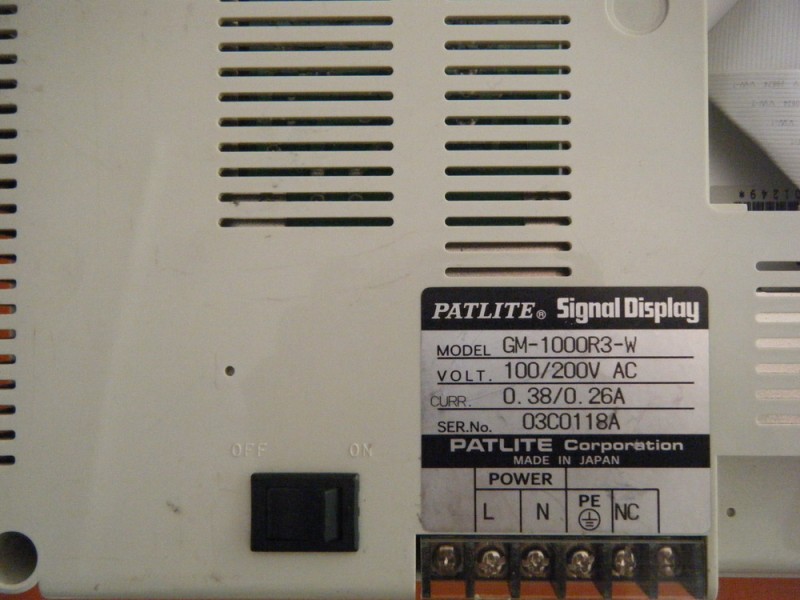 PATLITE® Signal Display
MODEL GM-1000R3-W
VOLT. 100/200V AC
CURR. 0.38/0.26A
SER.No. 03C0118A
PATLITE Corporation
MADE IN JAPAN
OFF ON
POWER
L N PE NC